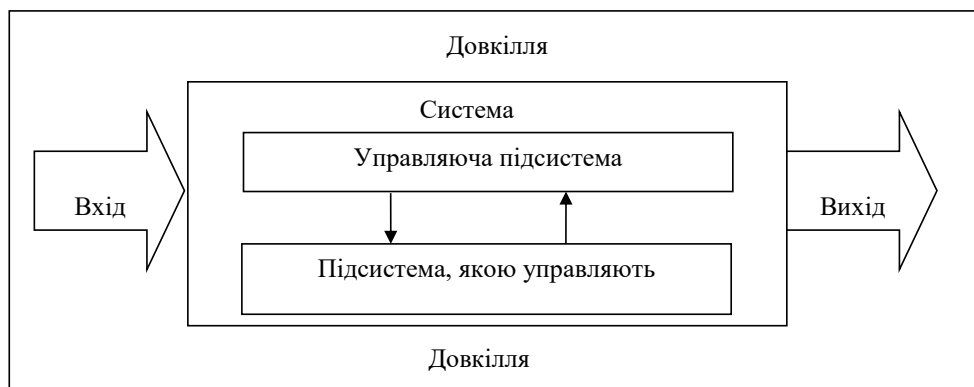 Довкілля
Система
Управляюча підсистема
Вхід
Вихід
Підсистема, якою управляють
Довкілля